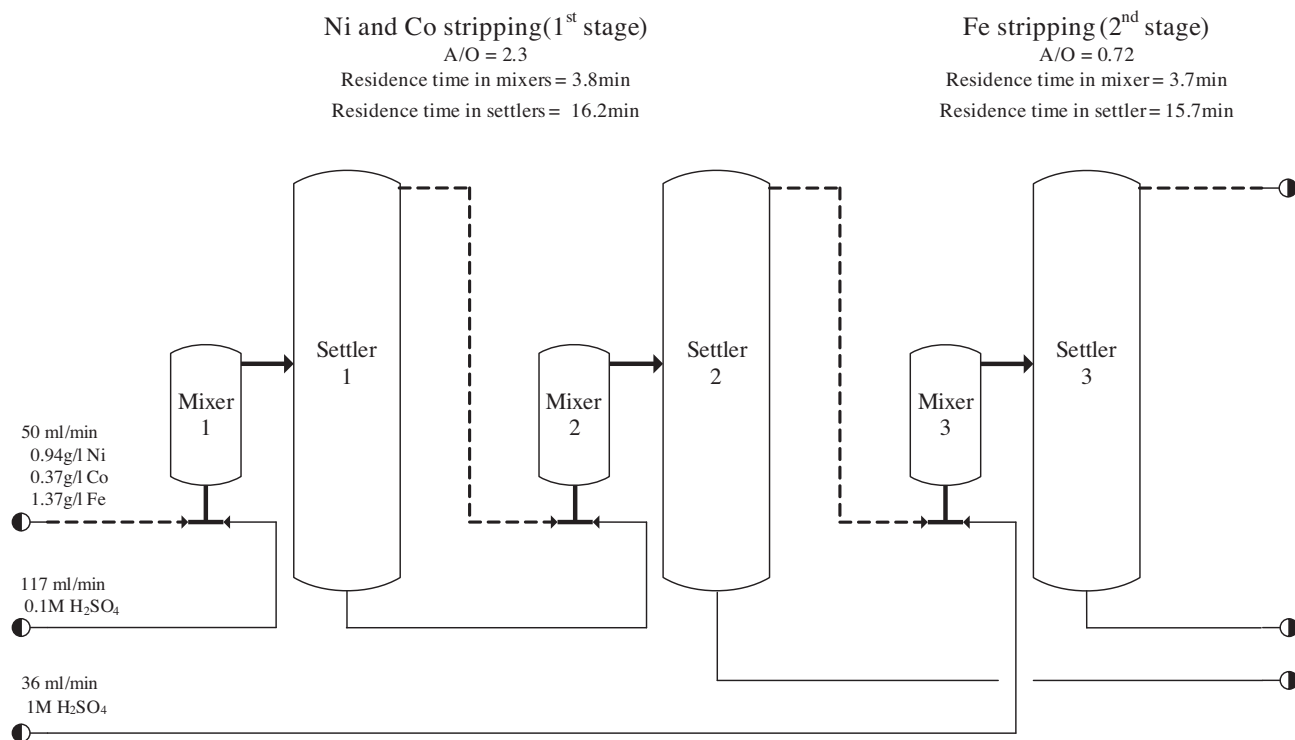 Ni and Co stripping(1st stage)
A/O = 2.3
Residence time in mixers = 3.8min
Residence time in settlers = 16.2min
Fe stripping (2nd stage)
A/O = 0.72
Residence time in mixer = 3.7min
Residence time in settler = 15.7min
Settler
1
Settler
2
Settler
3
Mixer
1
Mixer
2
Mixer
3
50 ml/min
0.94g/l Ni
0.37g/l Co
1.37g/l Fe
117 ml/min
0.1M H₂SO₄
36 ml/min
1M H₂SO₄